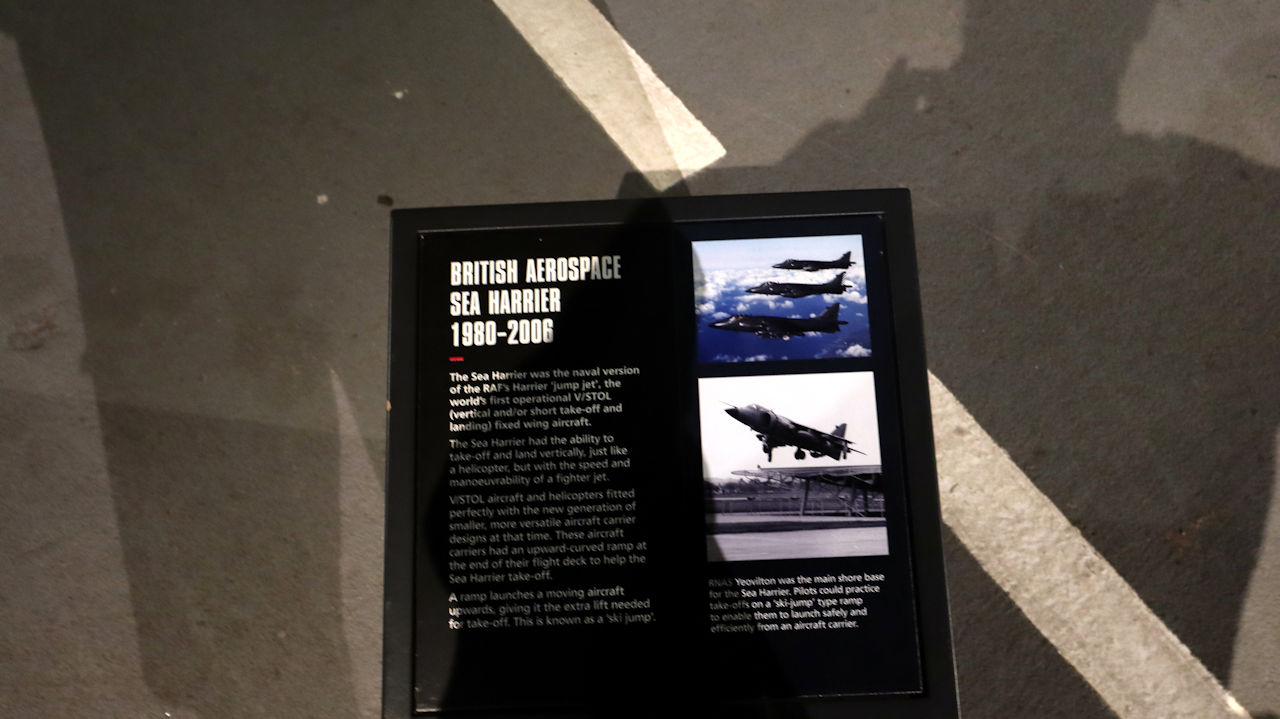 BRITISH AEROSPACE
SEA HARRIER
1980-2006
The Sea Harrier was the naval version
of the RAF's Harrier 'jump jet', the
world's first operational V/STOL
(vertical and/or short take-off and
landing) fixed wing aircraft.
The Sea Harrier had the ability to
take-off and land vertically, just like
a helicopter, but with the speed and
manoeuvrability of a fighter jet.
V/STOL aircraft and helicopters fitted
perfectly with the new generation of
smaller, more versatile aircraft carrier
designs at that time. These aircraft
carriers had an upward-curved ramp at
the end of their flight deck to help the
Sea Harrier take-off.
A ramp launches a moving aircraft
upwards, giving it the extra lift needed
for take-off. This is known as a 'ski jump'.
RNAS Yeovilton was the main shore base
for the Sea Harrier. Pilots could practice
take-offs on a 'ski-jump' type ramp
to enable them to launch safely and
efficiently from an aircraft carrier.